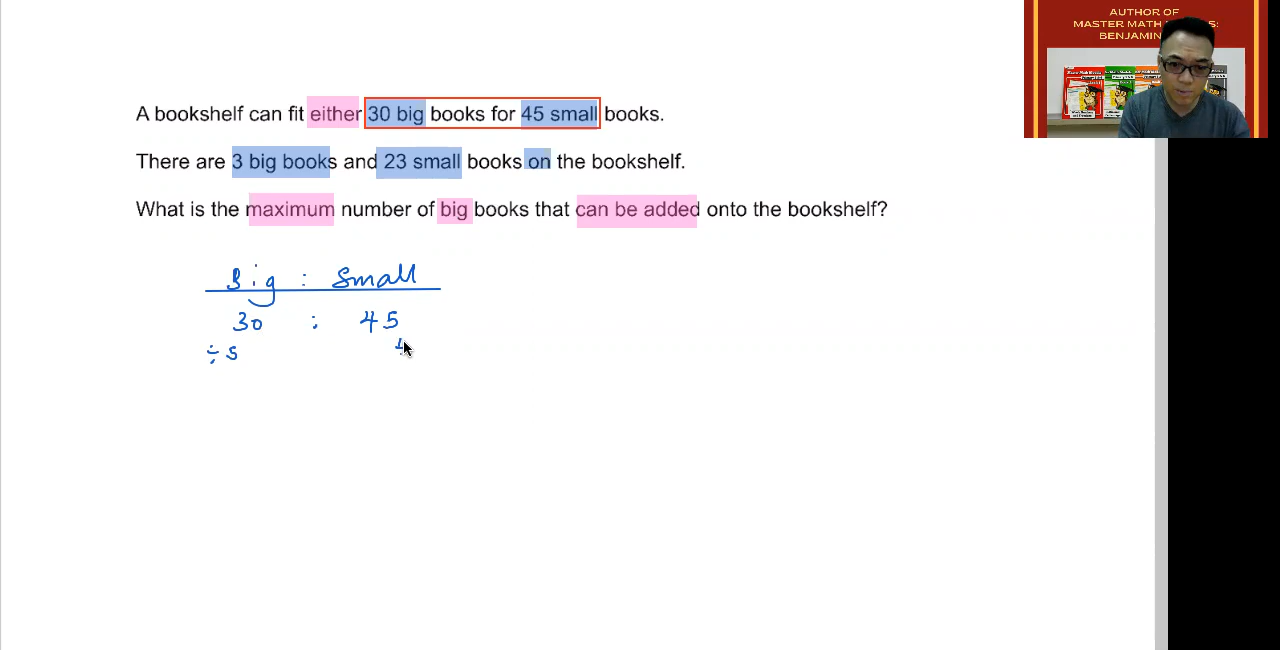 AUTHOR OF
MASTER MATH
BENJAMIN
A bookshelf can fit either 30 big books for 45 small books.
There are 3 big books and 23 small books on the bookshelf.
What is the maximum number of big books that can be added onto the bookshelf?
Big : Small
30 : 45
÷ 5